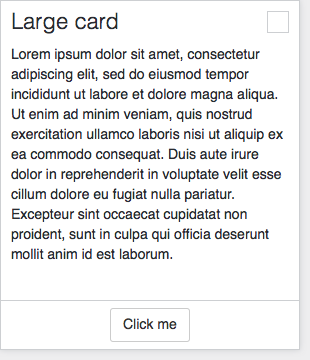 Large card
Lorem ipsum dolor sit amet, consectetur
adipiscing elit, sed do eiusmod tempor
incididunt ut labore et dolore magna aliqua.
Ut enim ad minim veniam, quis nostrud
exercitation ullamco laboris nisi ut aliquip ex
ea commodo consequat. Duis aute irure
dolor in reprehenderit in voluptate velit esse
cillum dolore eu fugiat nulla pariatur.
Excepteur sint occaecat cupidatat non
proident, sunt in culpa qui officia deserunt
mollit anim id est laborum.
Click me